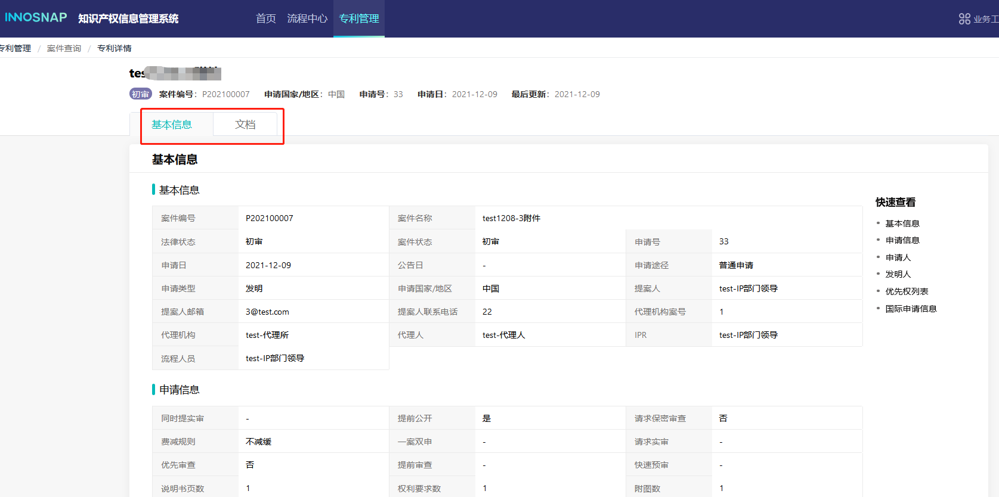 INNOSNAP 知识产权信息管理系统 首页 流程中心 专利管理 业务工
专利管理 / 案件查询 / 专利详情
tes
初审 案件编号：P202100007 申请国家/地区：中国 申请号：33 申请日：2021-12-09 最后更新：2021-12-09
基本信息 文档
基本信息
基本信息
案件编号 P202100007 案件名称 test1208-3附件
法律状态 初审 案件状态 初审 申请号 33
申请日 2021-12-09 公告日 - 申请途径 普通申请
申请类型 发明 申请国家/地区 中国 提案人 test-IP部门领导
提案人邮箱 3@test.com 提案人联系电话 22 代理机构案号 1
代理机构 test-代理所 代理人 test-代理人 IPR test-IP部门领导
流程人员 test-IP部门领导
申请信息
同时提实审 - 提前公开 是 请求保密审查 否
费减规则 不减缓 一案双申 - 请求实审 -
优先审查 否 提前审查 - 快速预审 -
说明书页数 1 权利要求数 1 附图数 1
快速查看
• 基本信息
• 申请信息
• 申请人
• 发明人
• 优先权列表
• 国际申请信息